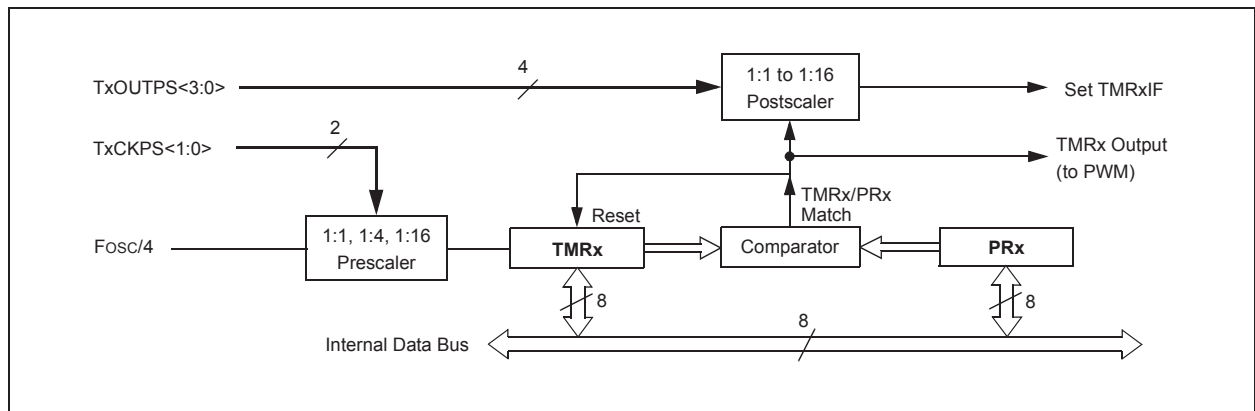 TxOUTPS<3:0>
4
1:1 to 1:16
Postscaler
Set TMRxIF
TxCKPS<1:0>
2
TMRx Output
(to PWM)
TMRx/PRx
Match
Reset
FOSC/4
1:1, 1:4, 1:16
Prescaler
TMRx
Comparator
PRx
8
8
8
Internal Data Bus